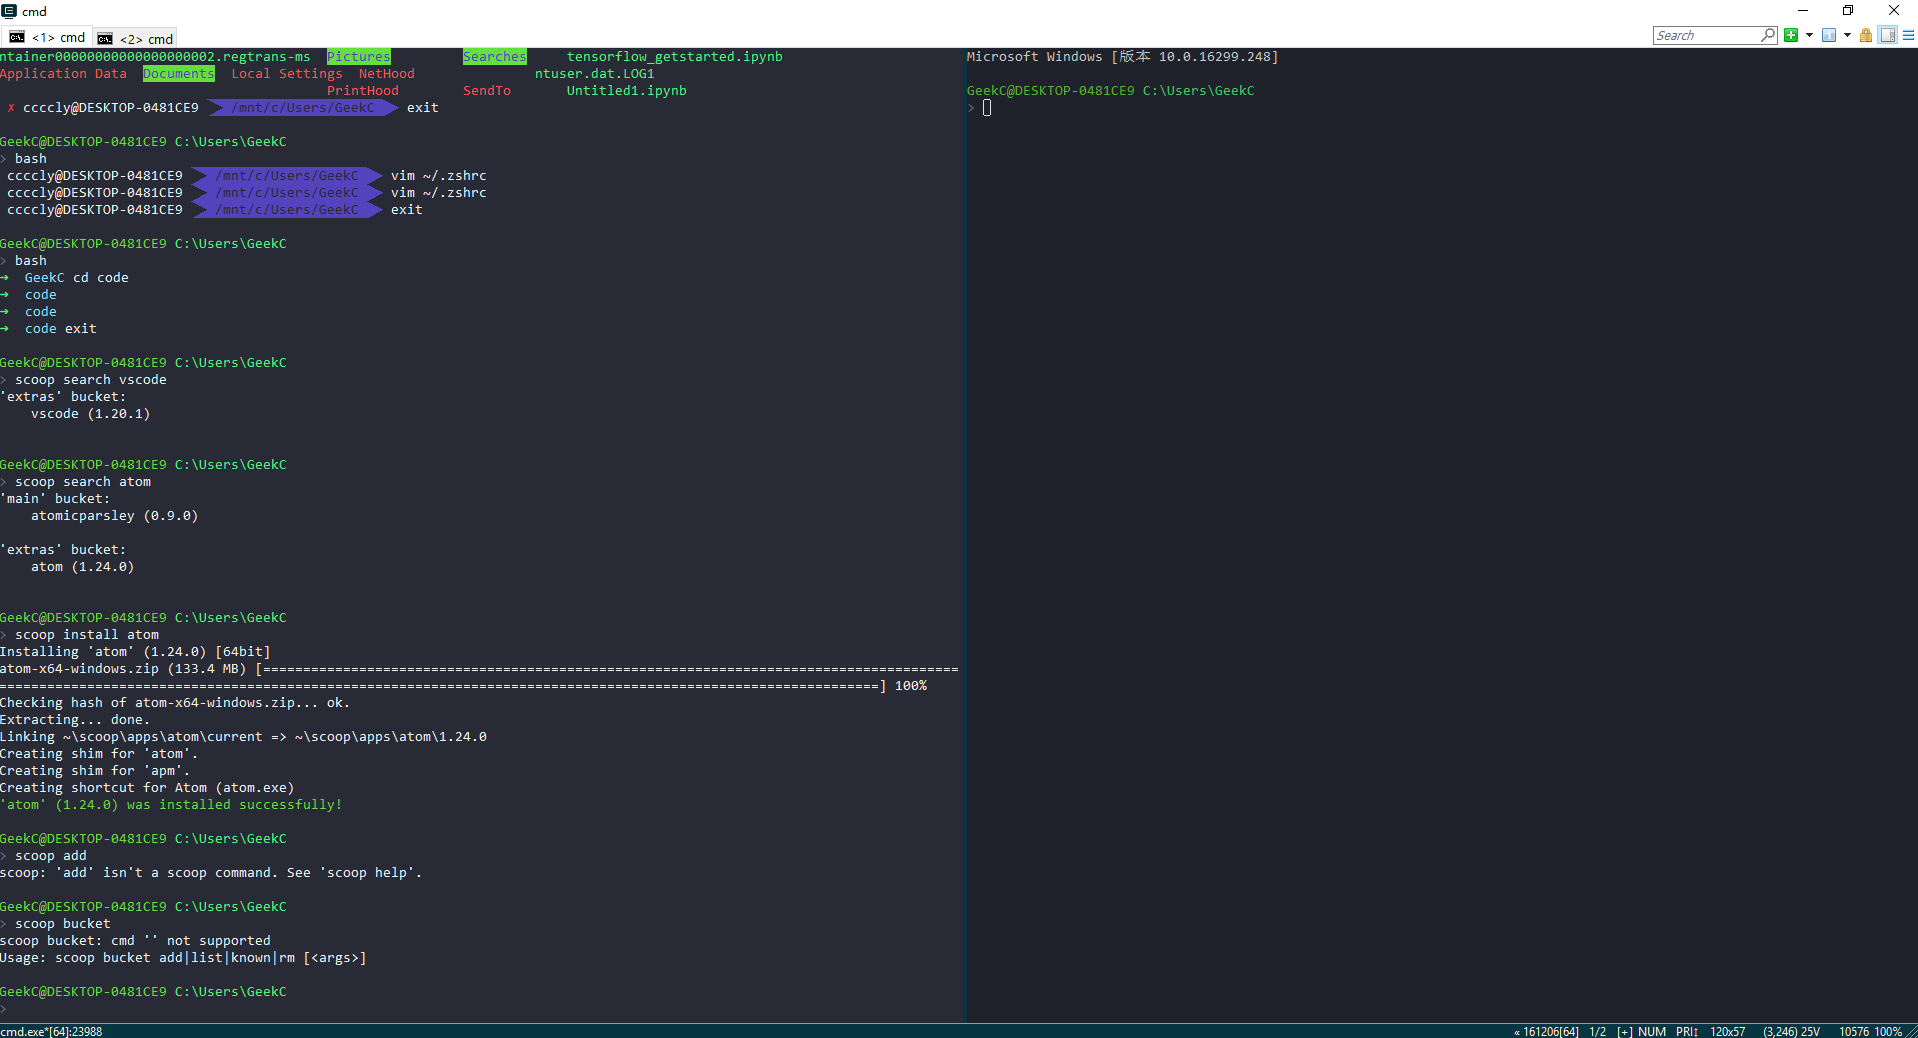 cmd
<1> cmd <2> cmd Search
ntainer00000000000000000002.regtrans-ms Pictures Searches tensorflow_getstarted.ipynb
Application Data Documents Local Settings NetHood ntuser.dat.LOG1
PrintHood SendTo Untitled1.ipynb
✗ cccccly@DESKTOP-0481CE9 /mnt/c/Users/GeekC exit
GeekC@DESKTOP-0481CE9 C:\Users\GeekC
> bash
cccccly@DESKTOP-0481CE9 /mnt/c/Users/GeekC vim ~/.zshrc
cccccly@DESKTOP-0481CE9 /mnt/c/Users/GeekC vim ~/.zshrc
cccccly@DESKTOP-0481CE9 /mnt/c/Users/GeekC exit
GeekC@DESKTOP-0481CE9 C:\Users\GeekC
> bash
→ GeekC cd code
→ code
→ code
→ code exit
GeekC@DESKTOP-0481CE9 C:\Users\GeekC
> scoop search vscode
'extras' bucket:
vscode (1.20.1)
GeekC@DESKTOP-0481CE9 C:\Users\GeekC
> scoop search atom
'main' bucket:
atomicparsley (0.9.0)
'extras' bucket:
atom (1.24.0)
GeekC@DESKTOP-0481CE9 C:\Users\GeekC
> scoop install atom
Installing 'atom' (1.24.0) [64bit]
atom-x64-windows.zip (133.4 MB) [=======================================================================================
==============================================================================================================] 100%
Checking hash of atom-x64-windows.zip... ok.
Extracting... done.
Linking ~\scoop\apps\atom\current => ~\scoop\apps\atom\1.24.0
Creating shim for 'atom'.
Creating shim for 'apm'.
Creating shortcut for Atom (atom.exe)
'atom' (1.24.0) was installed successfully!
GeekC@DESKTOP-0481CE9 C:\Users\GeekC
> scoop add
scoop: 'add' isn't a scoop command. See 'scoop help'.
GeekC@DESKTOP-0481CE9 C:\Users\GeekC
> scoop bucket
scoop bucket: cmd '' not supported
Usage: scoop bucket add|list|known|rm [<args>]
GeekC@DESKTOP-0481CE9 C:\Users\GeekC
>
Microsoft Windows [版本 10.0.16299.248]
GeekC@DESKTOP-0481CE9 C:\Users\GeekC
>
cmd.exe*[64]:23988 « 161206[64] 1/2 [+] NUM PRI↕ 120x57 (3,246) 25V 10576 100%